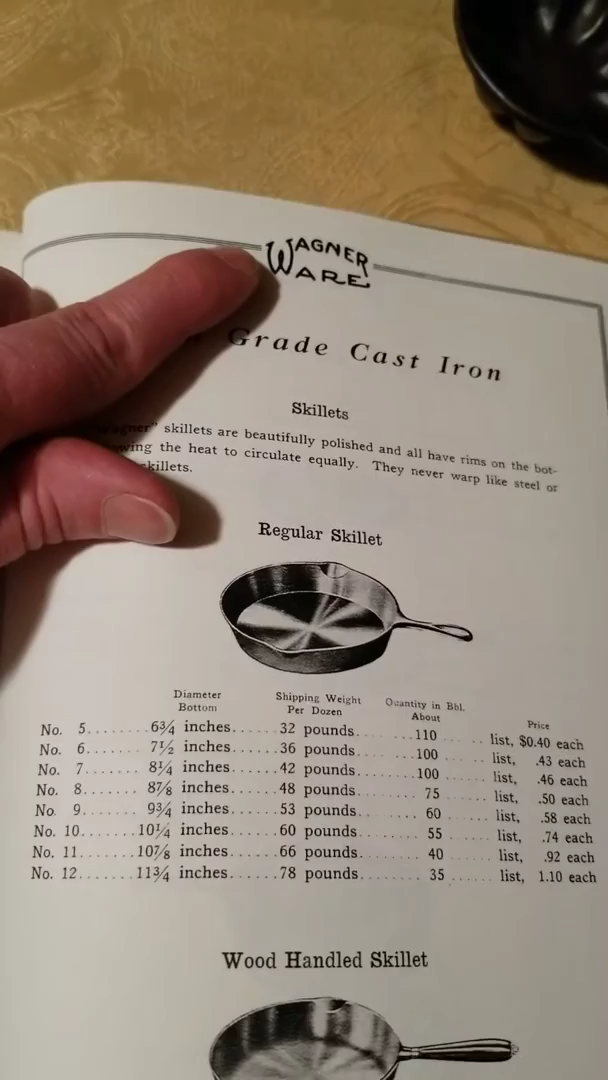 WAGNER
WARE
Grade Cast Iron
Skillets
Wagner" skillets are beautifully polished and all have rims on the bot-
wing the heat to circulate equally. They never warp like steel or
skillets.
Regular Skillet
Diameter Bottom Shipping Weight Per Dozen Quantity in Bbl. About Price
No. 5........ 6¾ inches...... 32 pounds.. ...110 ...... list, $0.40 each
No. 6....... 7½ inches...... 36 pounds.. ....100 ...... list, .43 each
No. 7....... 8¼ inches...... 42 pounds.. ....100 ...... list, .46 each
No. 8....... 8⅞ inches...... 48 pounds.. .... 75 ...... list, .50 each
No. 9....... 9¾ inches...... 53 pounds.. .... 60 ...... list, .58 each
No. 10.......10¼ inches...... 60 pounds.. .... 55 ...... list, .74 each
No. 11.......10⅞ inches...... 66 pounds.. .... 40 ...... list, .92 each
No. 12.......11¾ inches...... 78 pounds.. .... 35 ...... list, 1.10 each
Wood Handled Skillet